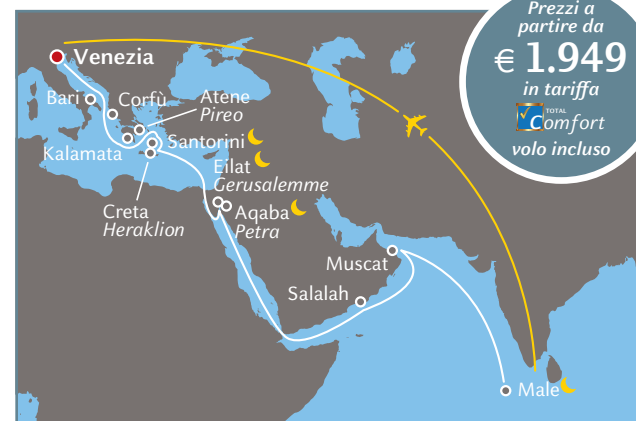 Prezzi a
partire da
€ 1.949
in tariffa
TOTAL
Comfort
volo incluso
Venezia
Bari
Corfù
Atene
Pireo
Kalamata
Santorini
Eilat
Gerusalemme
Creta
Heraklion
Aqaba
Petra
Muscat
Salalah
Male